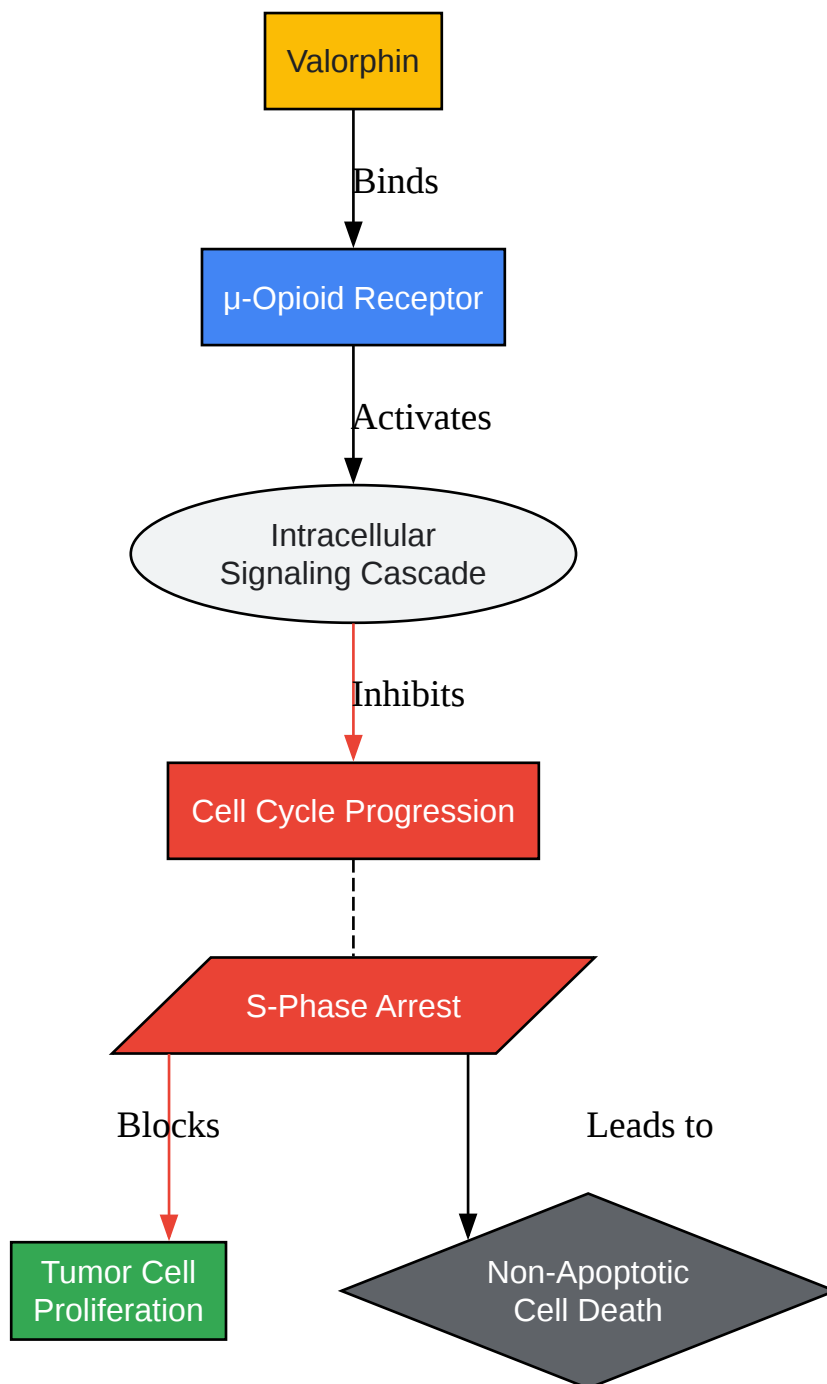 Valorphin
Binds
μ-Opioid Receptor
Activates
Intracellular
Signaling Cascade
Inhibits
Cell Cycle Progression
S-Phase Arrest
Blocks
Leads to
Tumor Cell
Proliferation
Non-Apoptotic
Cell Death